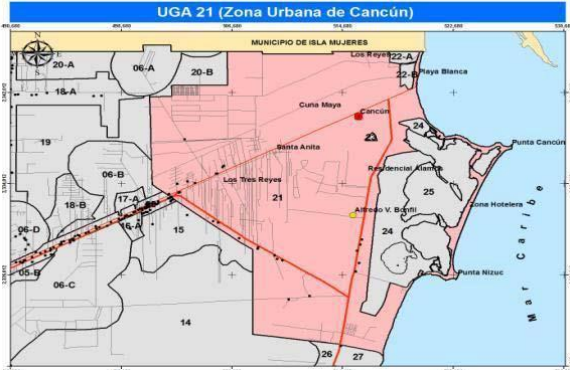 UGA 21 (Zona Urbana de Cancún)
MUNICIPIO DE ISLA MUJERES
N
E
S
Los Reyes
22-A
20-A
06-A
20-B
22-B
Playa Blanca
18-A
Cuna Maya
Cancún
24
19
Santa Anita
Punta Cancún
Residencial Alamos
06-B
Los Tres Reyes
21
25
17-A
18-B
Zona Hotelera
Alfredo V. Bonfil
16-A
06-D
15
24
05-B
Punta Nizuc
06-C
Mar Caribe
14
26
27